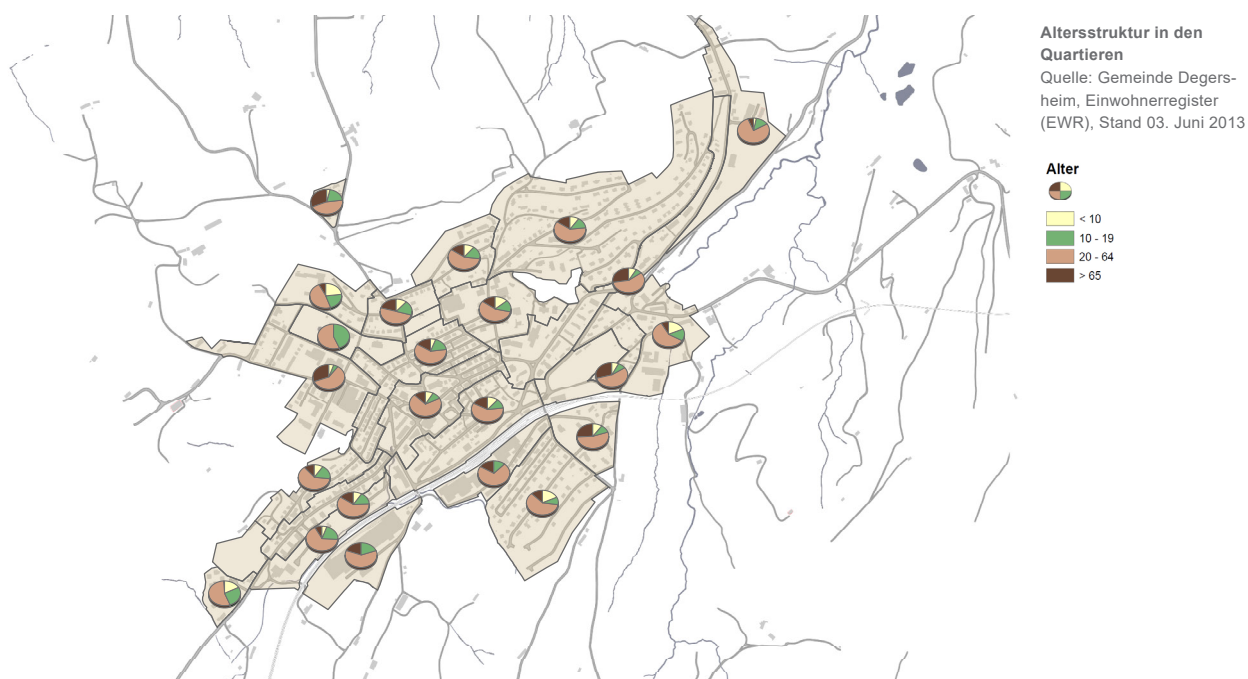 Altersstruktur in den
Quartieren
Quelle: Gemeinde Degers-
heim, Einwohnerregister
(EWR), Stand 03. Juni 2013
Alter
< 10
10 - 19
20 - 64
> 65